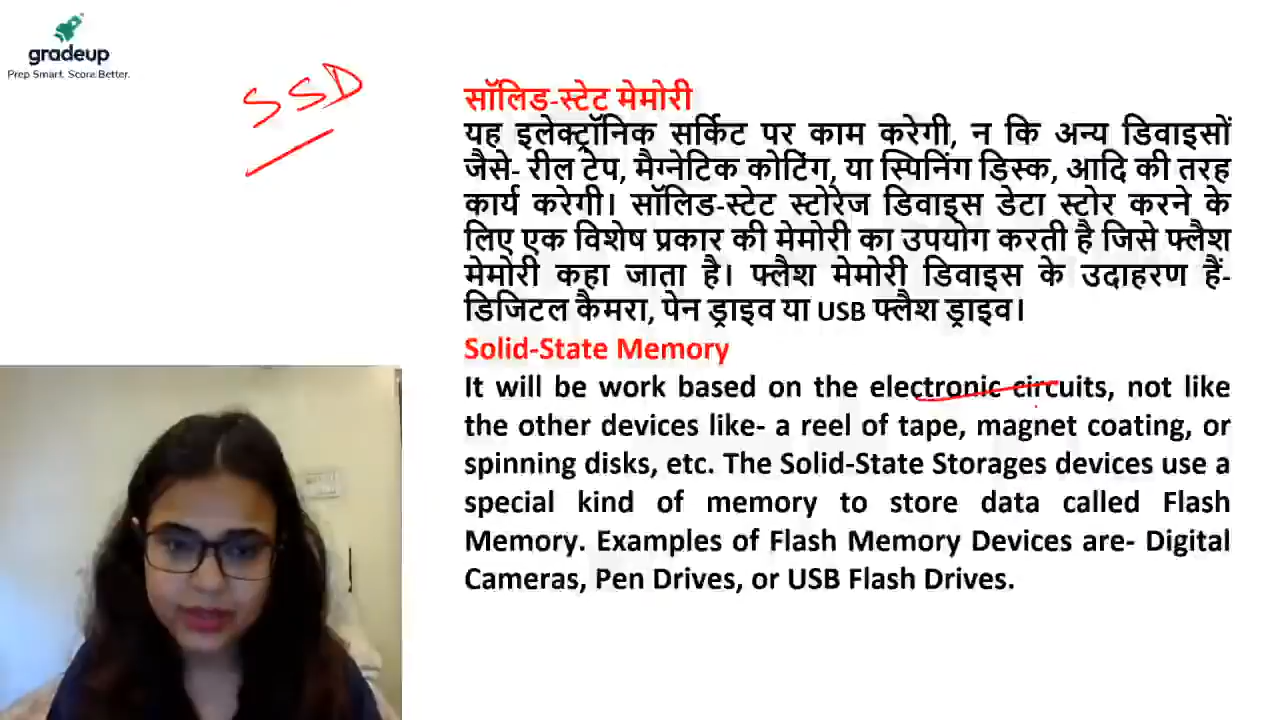 gradeup
Prep Smart. Score Better.
SSD
सॉलिड-स्टेट मेमोरी
यह इलेक्ट्रॉनिक सर्किट पर काम करेगी, न कि अन्य डिवाइसों
जैसे- रील टेप, मैग्नेटिक कोटिंग, या स्पिनिंग डिस्क, आदि की तरह
कार्य करेगी। सॉलिड-स्टेट स्टोरेज डिवाइस डेटा स्टोर करने के
लिए एक विशेष प्रकार की मेमोरी का उपयोग करती है जिसे फ्लैश
मेमोरी कहा जाता है। फ्लैश मेमोरी डिवाइस के उदाहरण हैं-
डिजिटल कैमरा, पेन ड्राइव या USB फ्लैश ड्राइव।
Solid-State Memory
It will be work based on the electronic circuits, not like
the other devices like- a reel of tape, magnet coating, or
spinning disks, etc. The Solid-State Storages devices use a
special kind of memory to store data called Flash
Memory. Examples of Flash Memory Devices are- Digital
Cameras, Pen Drives, or USB Flash Drives.